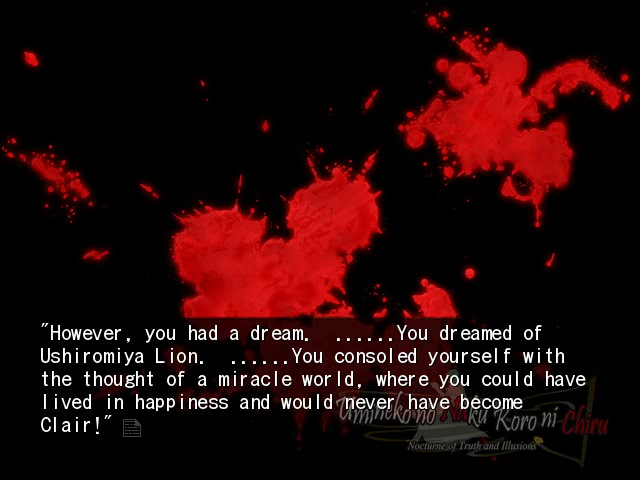 "However, you had a dream.  ......You dreamed of
Ushiromiya Lion.  ......You consoled yourself with
the thought of a miracle world, where you could have
lived in happiness and would never have become
Clair!"
Umineko no Naku Koro ni Chiru
Nocturne of Truth and Illusions